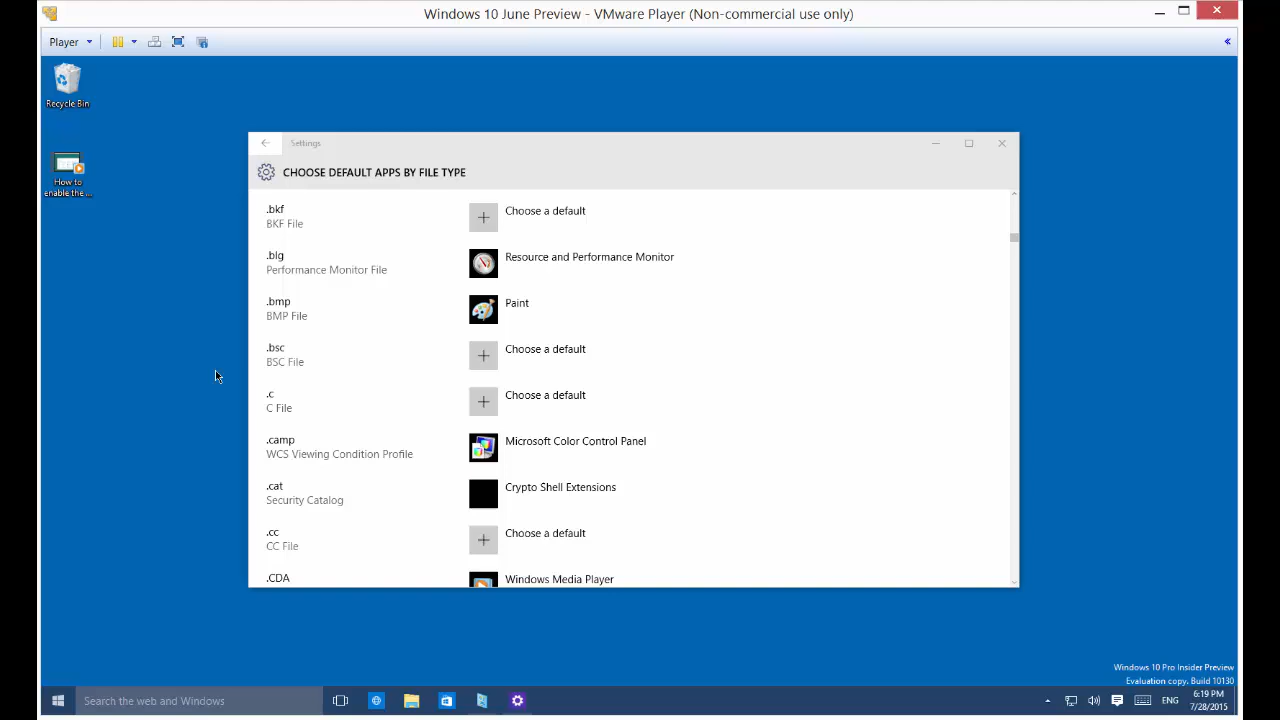 Windows 10 June Preview - VMware Player (Non-commercial use only)
Player
Recycle Bin
How to
enable the ...
Settings
CHOOSE DEFAULT APPS BY FILE TYPE
.bkf
BKF File
Choose a default
.blg
Performance Monitor File
Resource and Performance Monitor
.bmp
BMP File
Paint
.bsc
BSC File
Choose a default
.c
C File
Choose a default
.camp
WCS Viewing Condition Profile
Microsoft Color Control Panel
.cat
Security Catalog
Crypto Shell Extensions
.cc
CC File
Choose a default
.CDA
Windows Media Player
Windows 10 Pro Insider Preview
Evaluation copy. Build 10130
Search the web and Windows
ENG
6:19 PM
7/28/2015